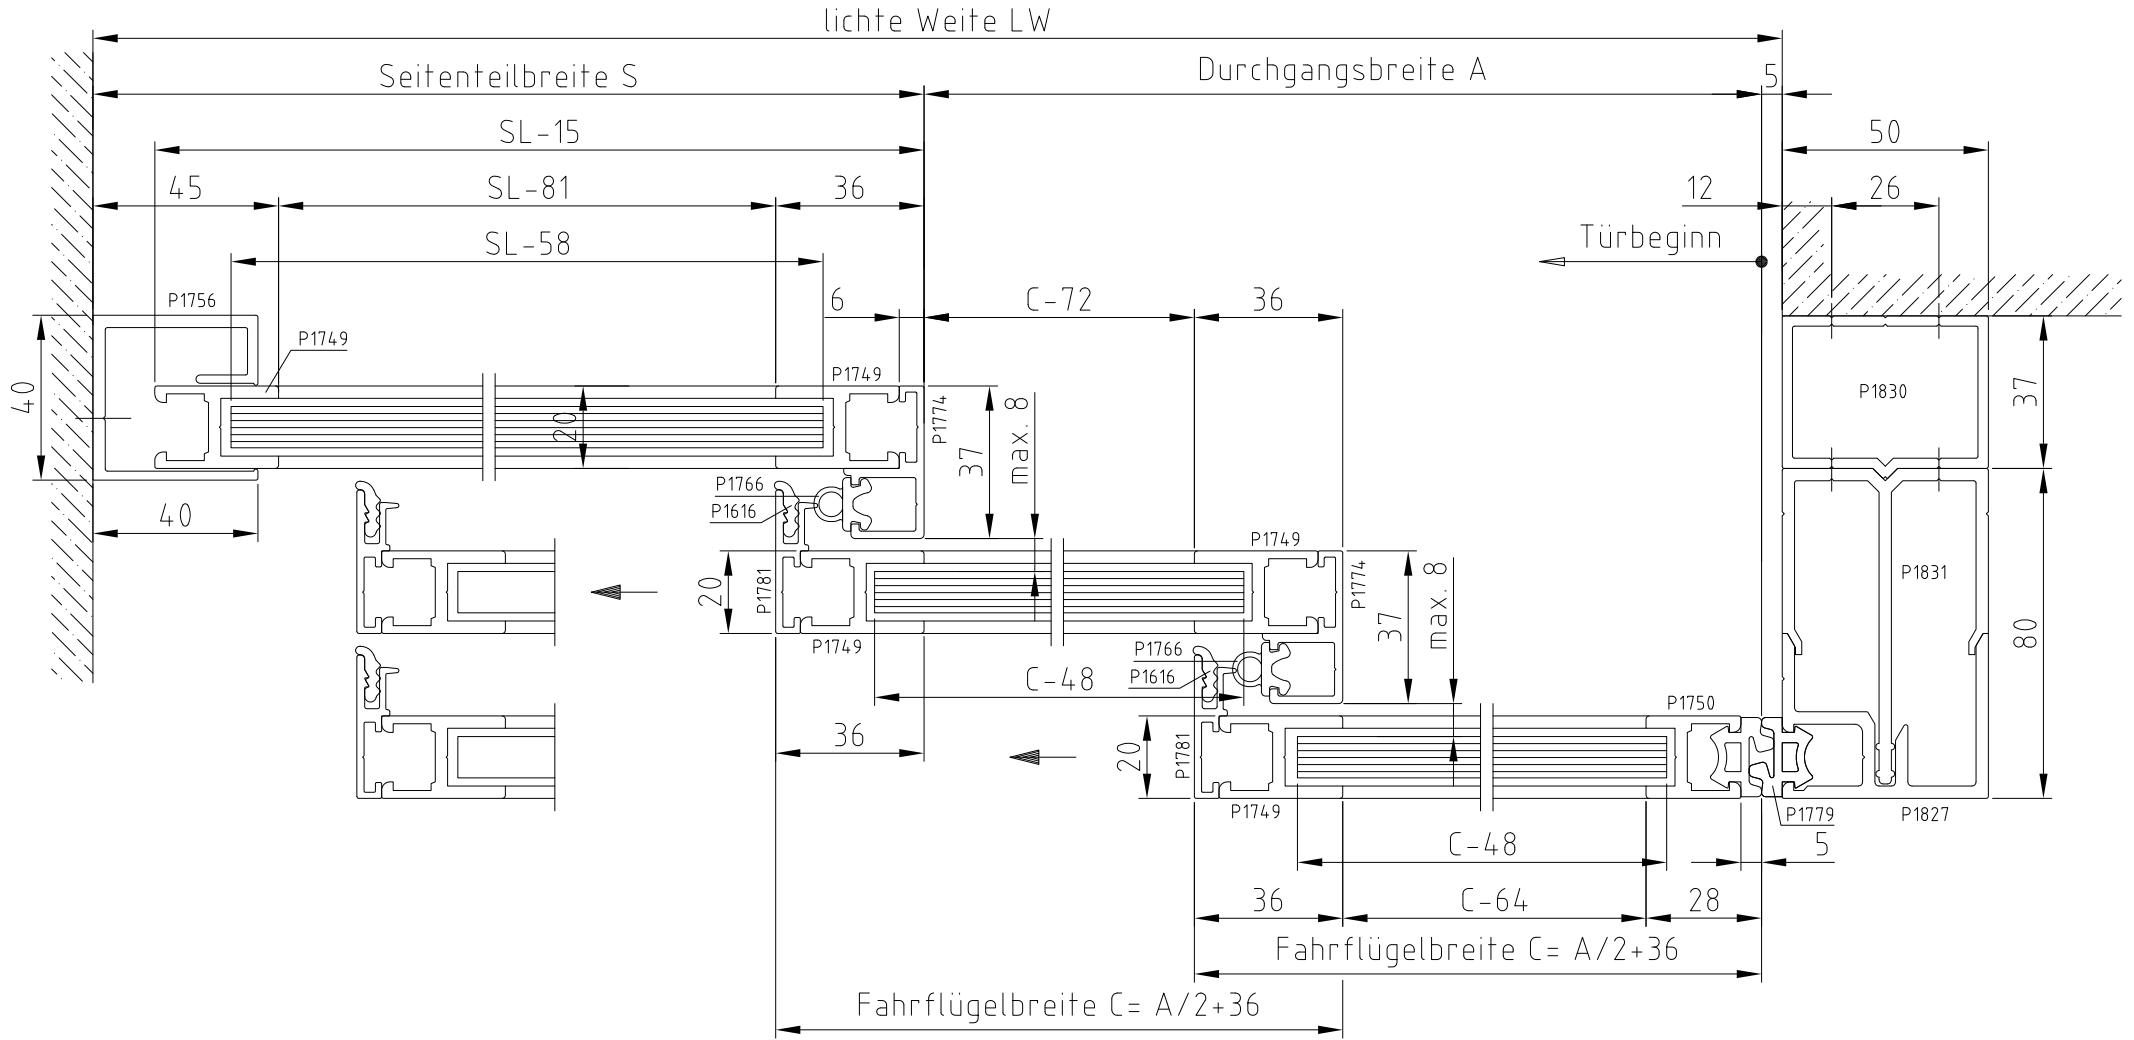 lichte Weite LW
Seitenteilbreite S
Durchgangsbreite A
5
SL-15
50
45
SL-81
36
12
26
SL-58
Türbeginn
P1756
6
C-72
36
P1749
40
P1749
P1774
20
37
max. 8
P1830
37
P1766
P1616
40
P1749
20
P1781
P1774
max. 8
P1831
37
80
P1749
P1766
P1616
C-48
P1750
36
20
P1781
P1749
P1779
P1827
C-48
5
36
C-64
28
Fahrflügelbreite C= A/2+36
Fahrflügelbreite C= A/2+36